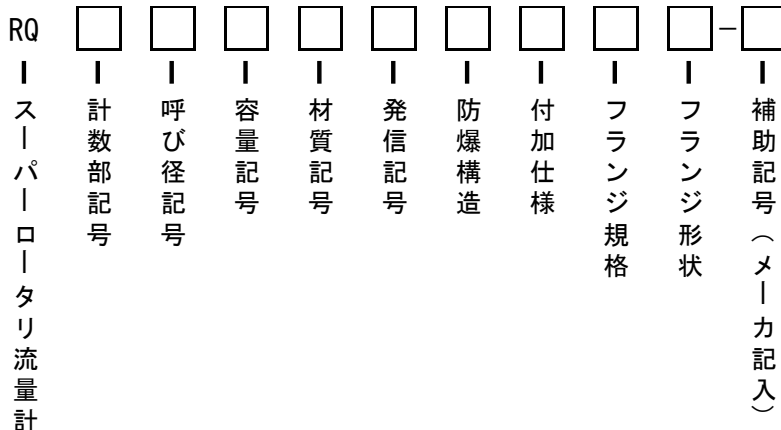 RQ □ □ □ □ □ □ □ □ □-□
スーパーロータリ流量計
計数部記号
呼び径記号
容量記号
材質記号
発信記号
防爆構造
付加仕様
フランジ規格
フランジ形状
補助記号(メーカ記入)